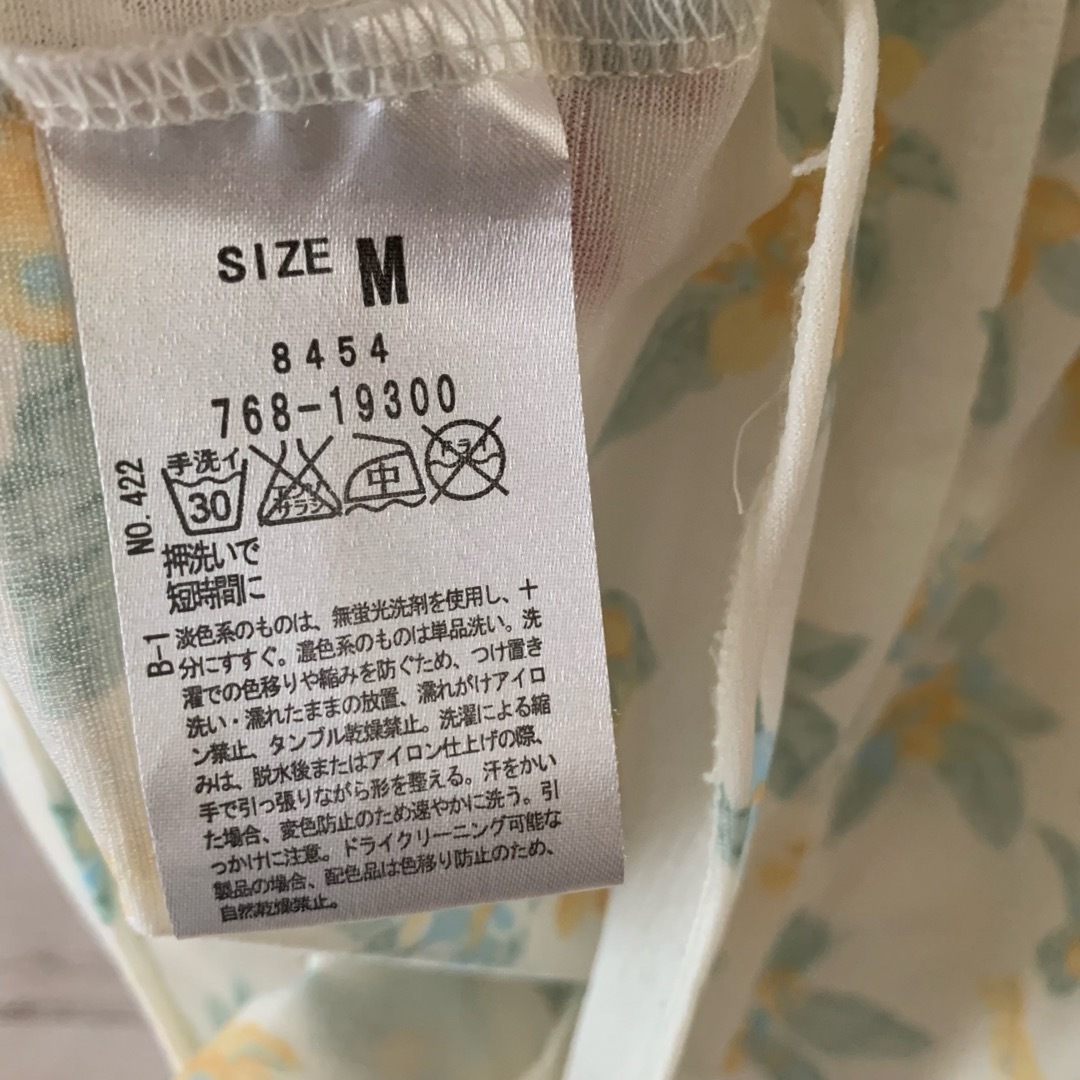 SIZE M
8454
768-19300
NO. 422
手洗イ
30
エンソ
サラシ
中
ドライ
押洗いで
短時間に
B-1
淡色系のものは、無蛍光洗剤を使用し、十
分にすすぐ。濃色系のものは単品洗い。洗
濯での色移りや縮みを防ぐため、つけ置き
洗い・濡れたままの放置、濡れがけアイロ
ン禁止、タンブル乾燥禁止。洗濯による縮
みは、脱水後またはアイロン仕上げの際、
手で引っ張りながら形を整える。汗をかい
た場合、変色防止のため速やかに洗う。引
っかけに注意。ドライクリーニング可能な
製品の場合、配色品は色移り防止のため、
自然乾燥禁止。